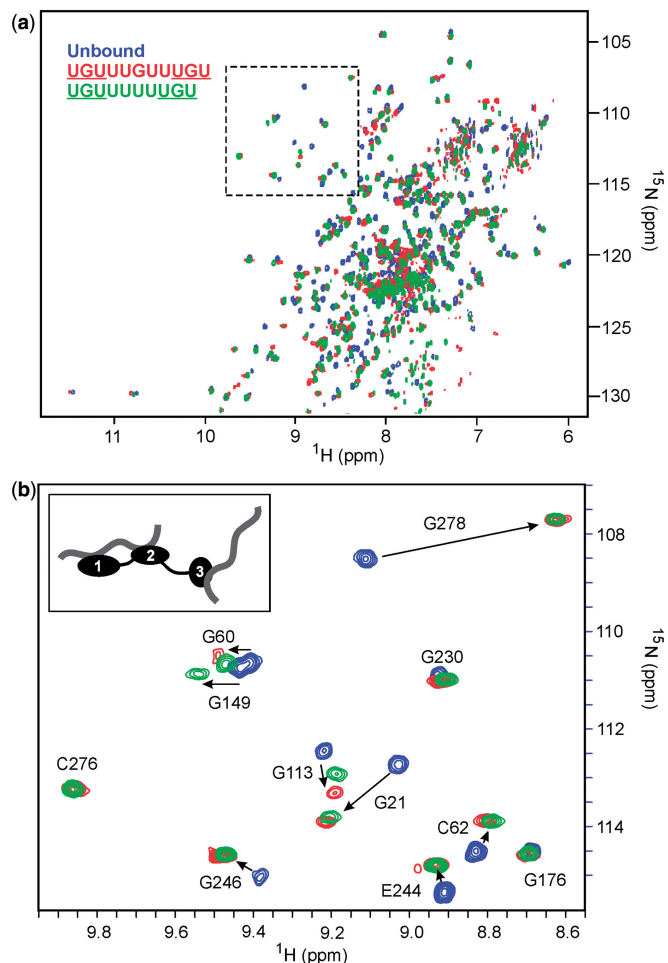 (a)
Unbound
UGUUUGUUUGU
UGUUUUUUGU
105
110
115
120
125
130
15N (ppm)
11
10
9
8
7
6
1H (ppm)
(b)
1
2
3
G278
108
G60
G149
G230
110
15N (ppm)
112
C276
G113
G21
C62
114
G246
E244
G176
9.8
9.6
9.4
9.2
9.0
8.8
8.6
1H (ppm)